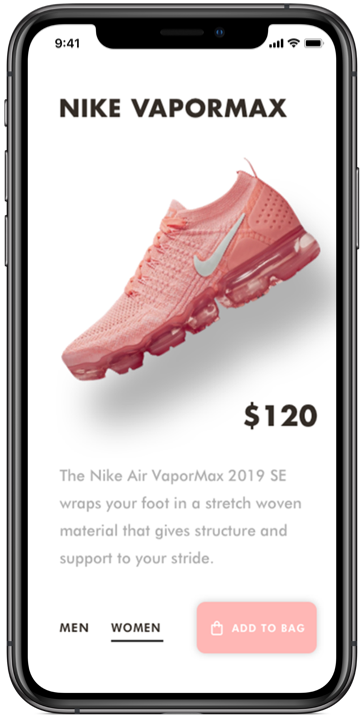 9:41
NIKE VAPORMAX
$120
The Nike Air VaporMax 2019 SE
wraps your foot in a stretch woven
material that gives structure and
support to your stride.
MEN WOMEN ADD TO BAG